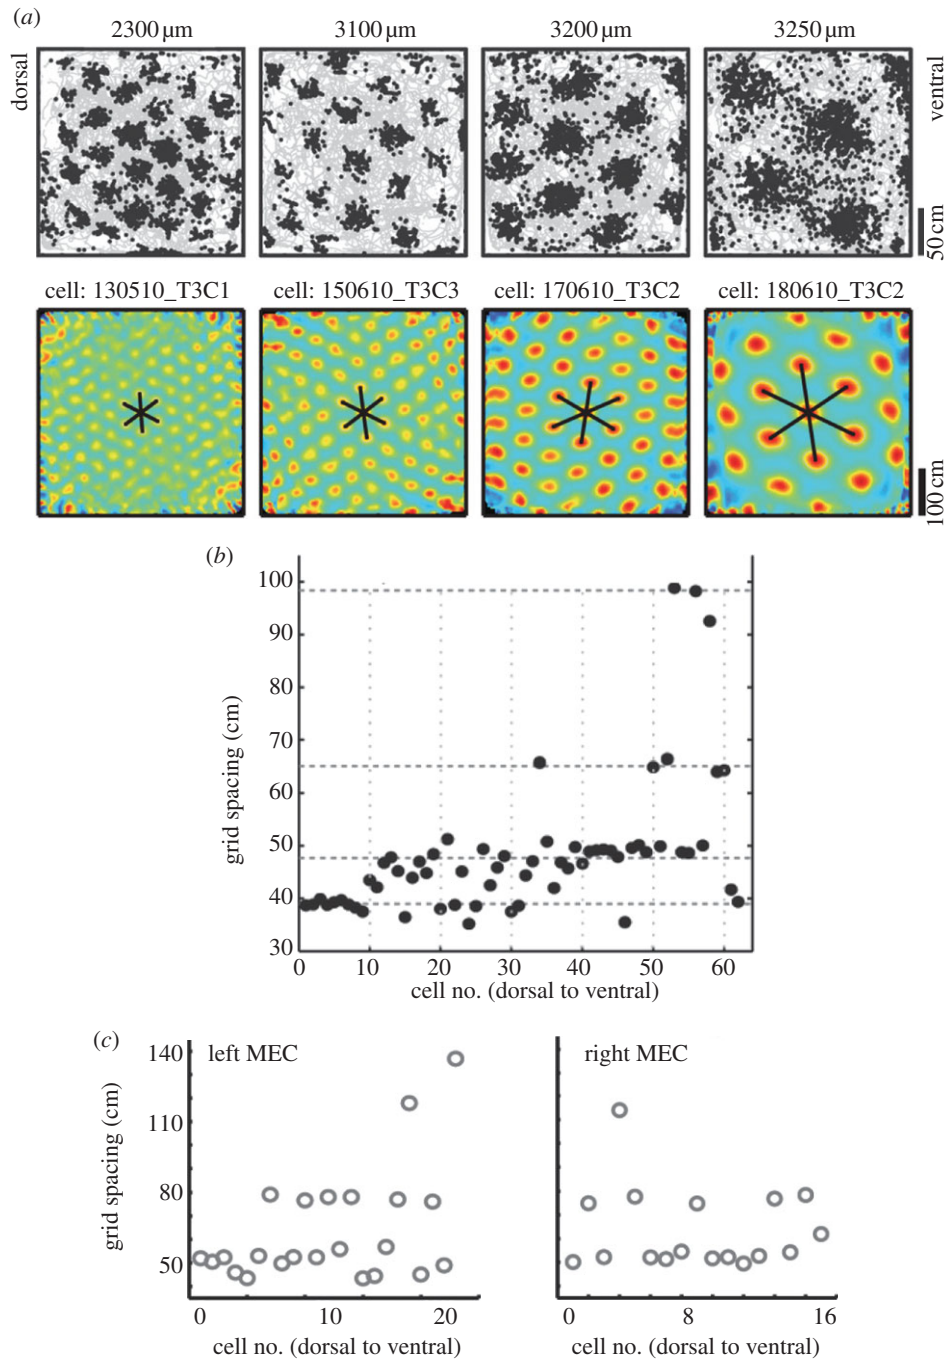 (a)
2300 µm 3100 µm 3200 µm 3250 µm
dorsal
ventral
50 cm
cell: 130510_T3C1 cell: 150610_T3C3 cell: 170610_T3C2 cell: 180610_T3C2
100 cm
(b)
100
90
80
70
60
50
40
30
grid spacing (cm)
0 10 20 30 40 50 60
cell no. (dorsal to ventral)
(c)
left MEC
right MEC
140
110
80
50
grid spacing (cm)
0 10 20
0 8 16
cell no. (dorsal to ventral)
cell no. (dorsal to ventral)